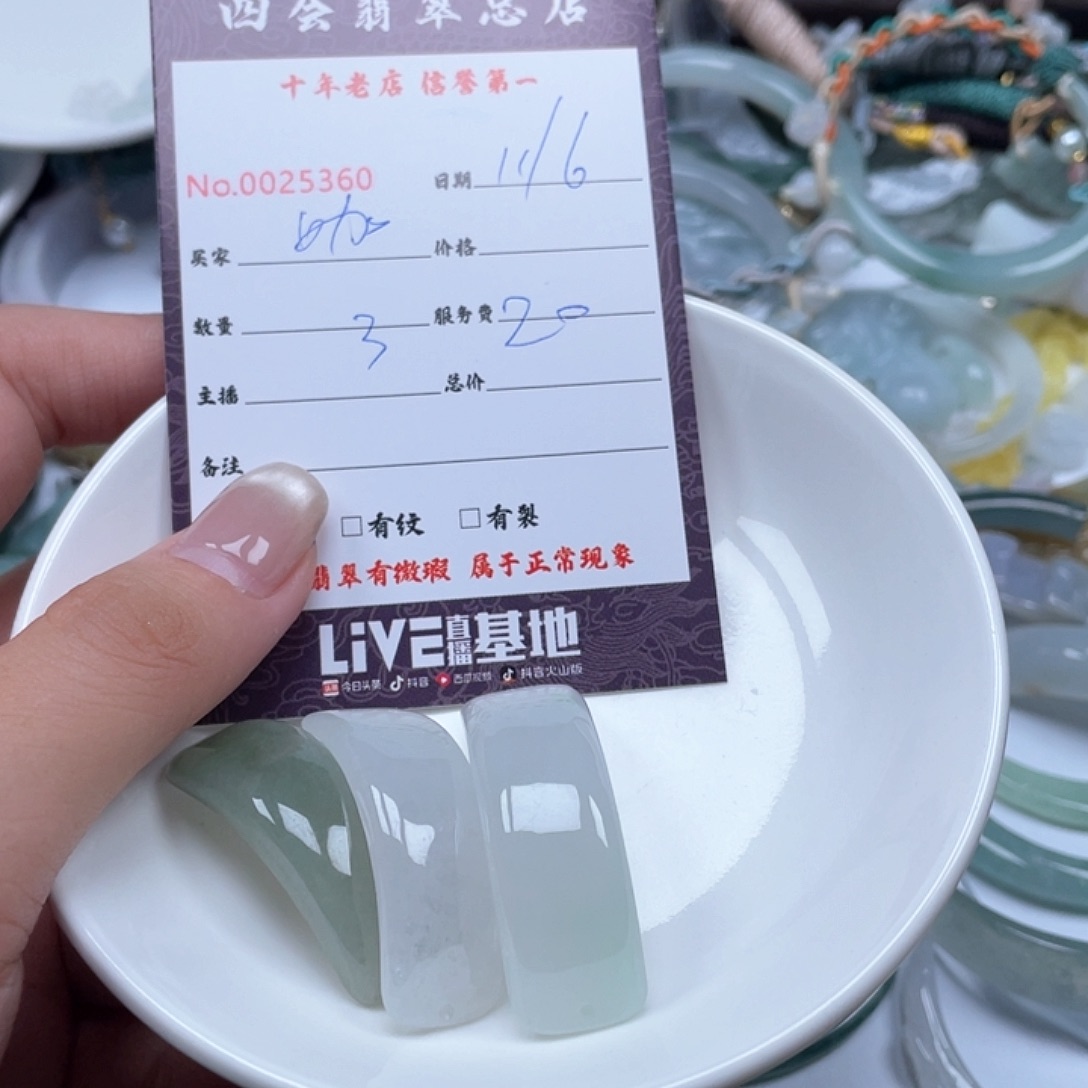 四会翡翠总店
十年老店 信誉第一
No.0025360 日期 11/6
买家 咖 价格
数量 3 服务费 20
主播 总价
备注
□有纹 □有裂
翡翠有微瑕 属于正常现象
LiVE直播基地
头条 今日头条 抖音 西瓜视频 抖音火山版